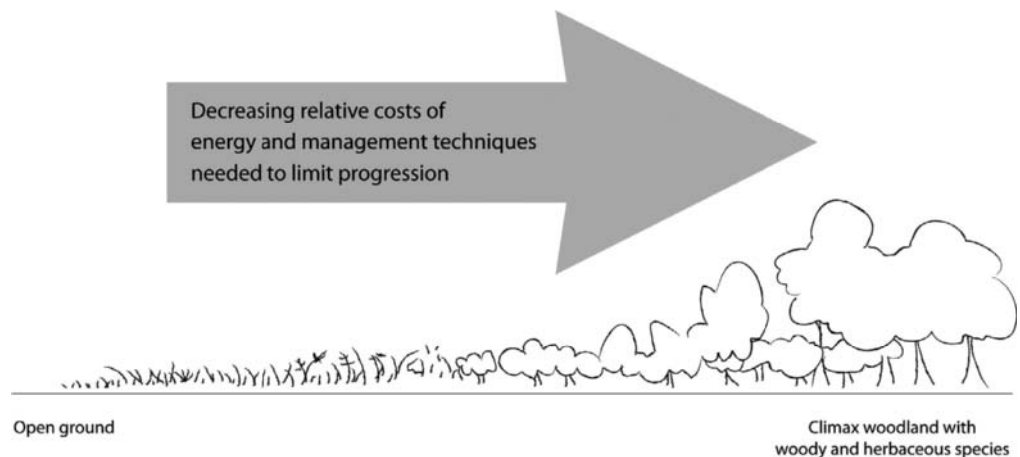 Decreasing relative costs of
energy and management techniques
needed to limit progression
Open ground
Climax woodland with
woody and herbaceous species